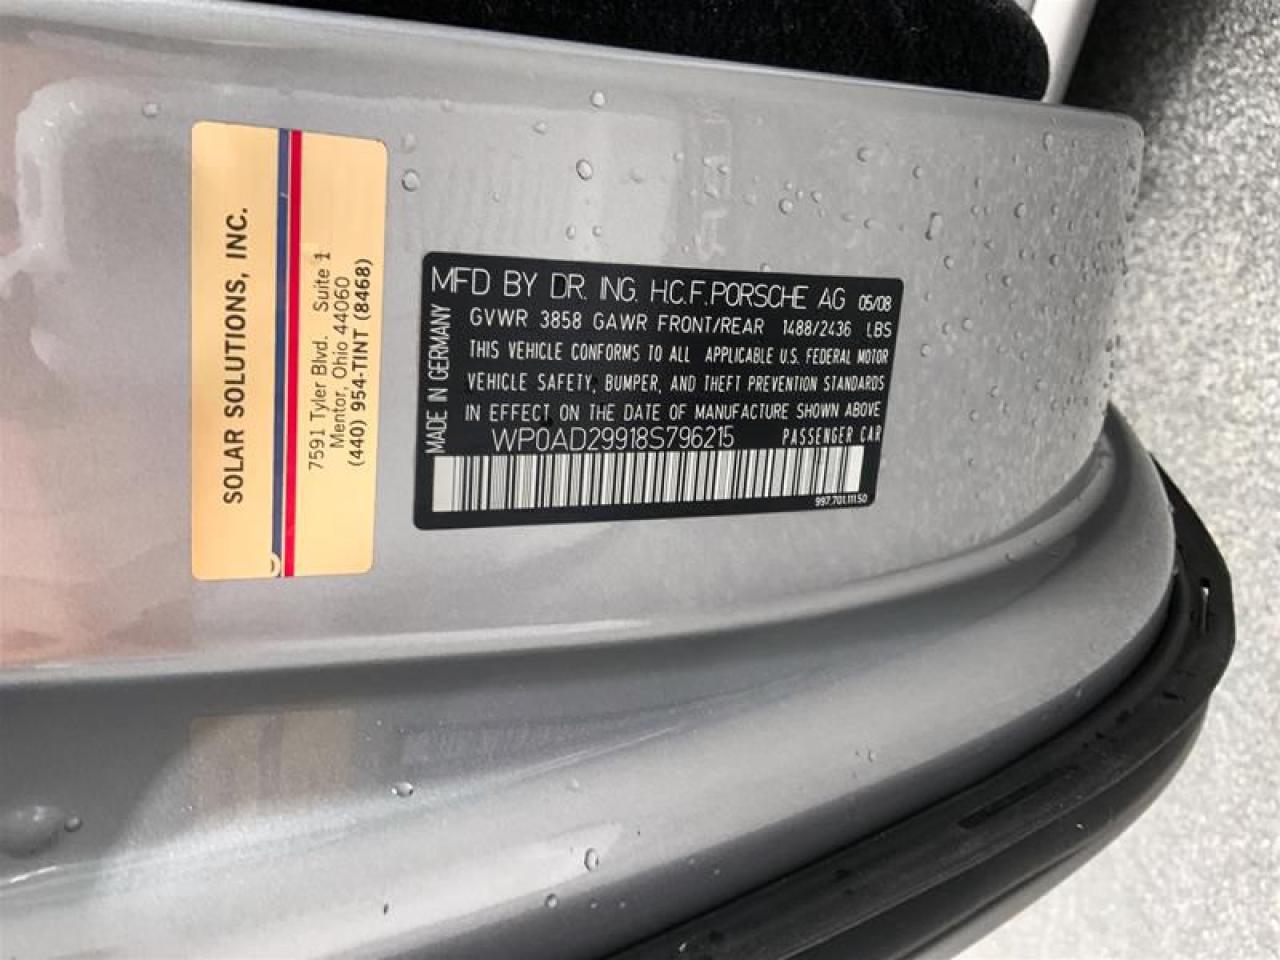 SOLAR SOLUTIONS, INC.
7591 Tyler Blvd. Suite 1
Mentor, Ohio 44060
(440) 954-TINT (8468)
MFD BY DR. ING. H.C.F.PORSCHE AG 05/08
GVWR 3858 GAWR FRONT/REAR 1488/2436 LBS
THIS VEHICLE CONFORMS TO ALL APPLICABLE U.S. FEDERAL MOTOR
VEHICLE SAFETY, BUMPER, AND THEFT PREVENTION STANDARDS
IN EFFECT ON THE DATE OF MANUFACTURE SHOWN ABOVE
WP0AD29918S796215 PASSENGER CAR
MADE IN GERMANY
997.701.111.50